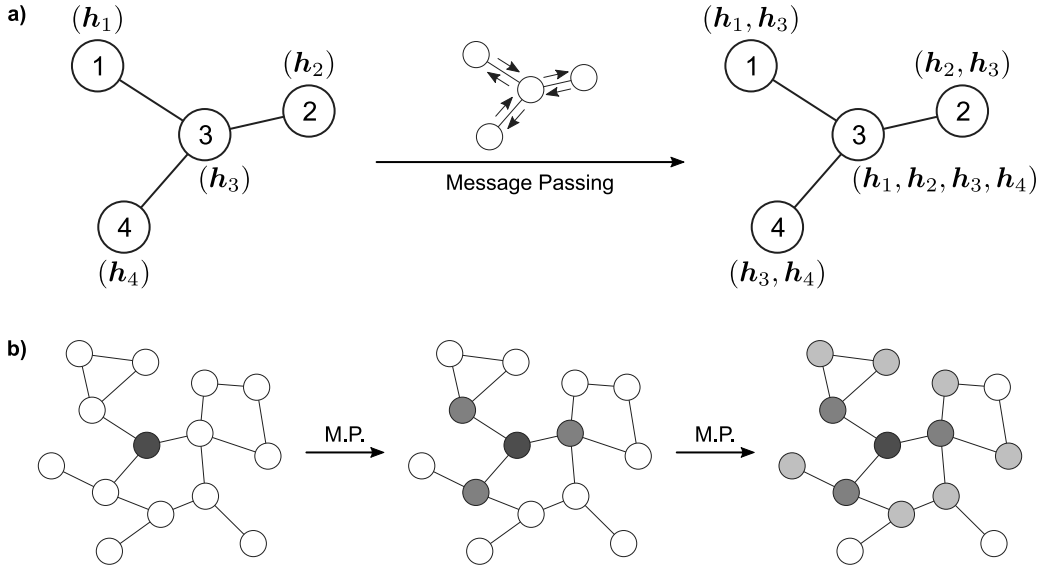 a)
(h₁)
1
(h₂)
2
3
(h₃)
4
(h₄)
Message Passing
(h₁, h₃)
1
(h₂, h₃)
2
3
(h₁, h₂, h₃, h₄)
4
(h₃, h₄)
b)
M.P.
M.P.